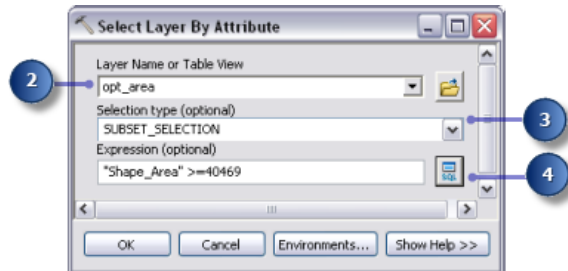 Select Layer By Attribute
Layer Name or Table View
2
opt_area
Selection type (optional)
3
SUBSET_SELECTION
Expression (optional)
"Shape_Area" >=40469
SQL
4
OK Cancel Environments... Show Help >>